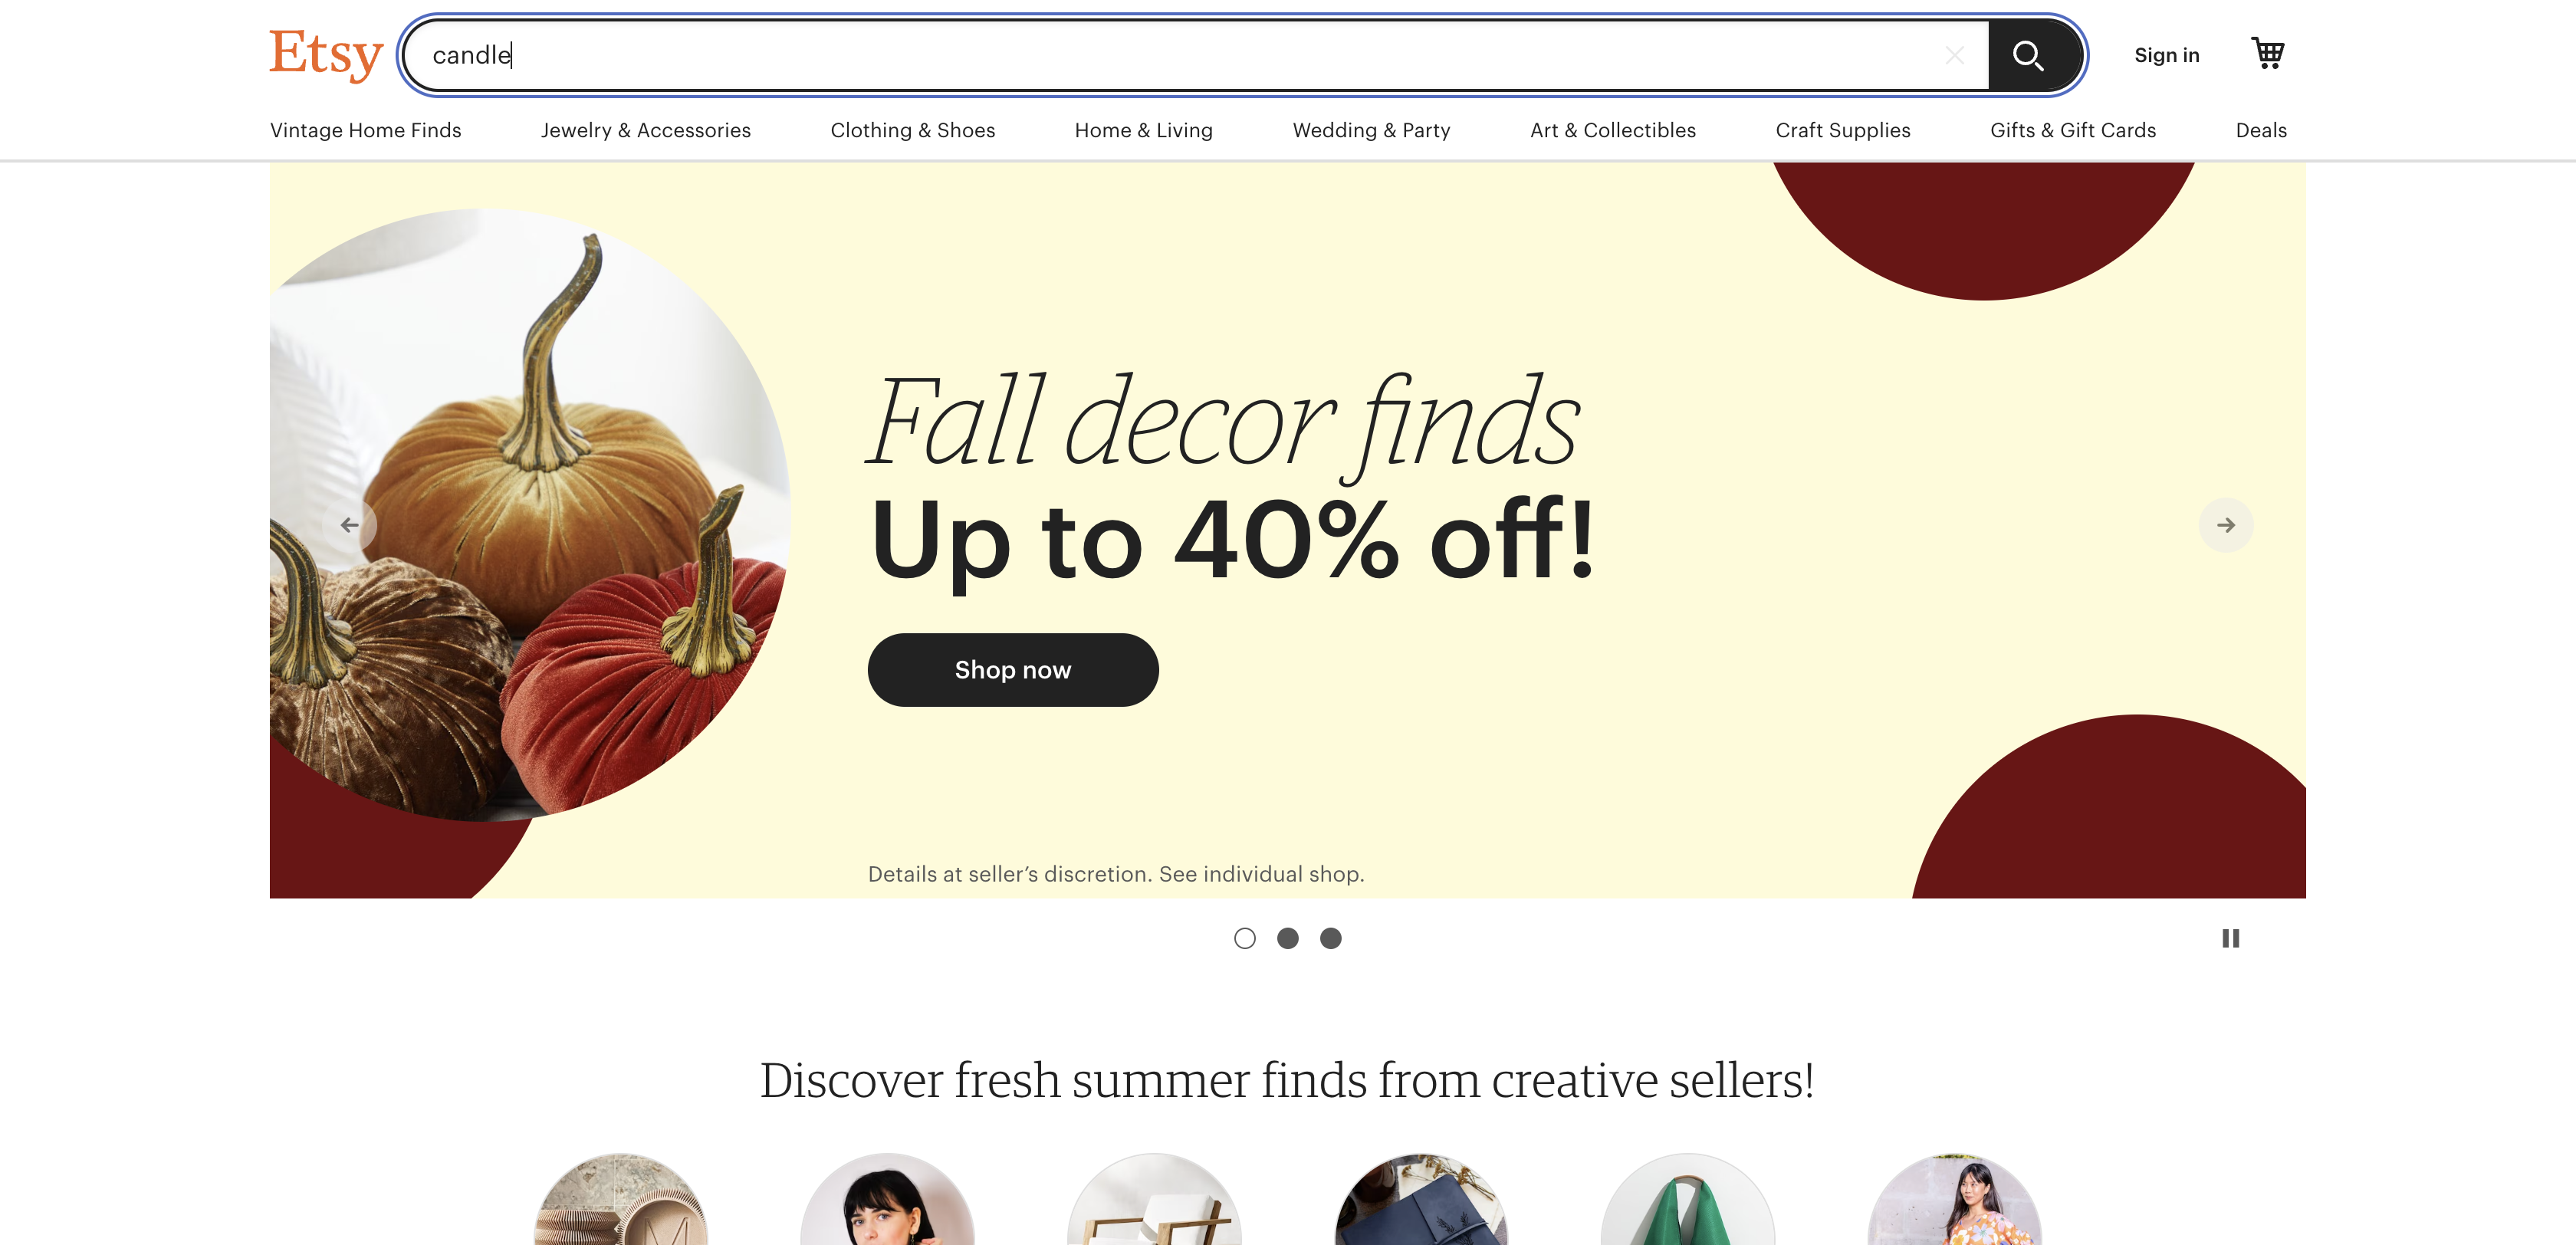 Etsy
candle
Sign in
Vintage Home Finds
Jewelry & Accessories
Clothing & Shoes
Home & Living
Wedding & Party
Art & Collectibles
Craft Supplies
Gifts & Gift Cards
Deals
Fall decor finds
Up to 40% off!
Shop now
Details at seller’s discretion. See individual shop.
Discover fresh summer finds from creative sellers!